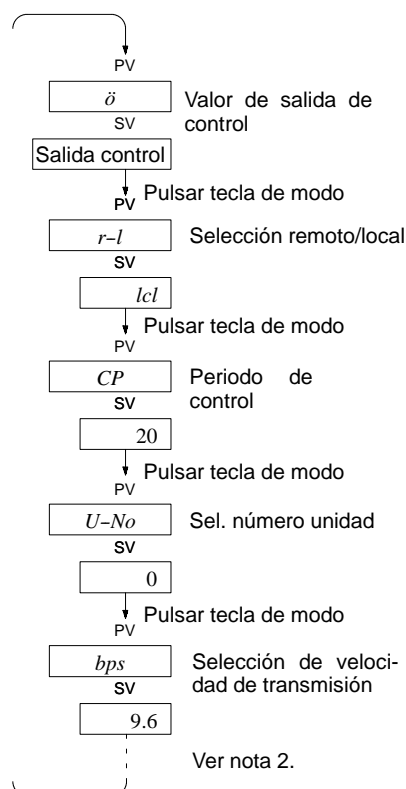 PV
ö
Valor de salida de
SV
control
Salida control
Pulsar tecla de modo
PV
r–l
Selección remoto/local
SV
lcl
Pulsar tecla de modo
PV
CP
Periodo de
SV
control
20
Pulsar tecla de modo
PV
U–No
Sel. número unidad
SV
0
Pulsar tecla de modo
PV
bps
Selección de veloci-
SV
dad de transmisión
9.6
Ver nota 2.